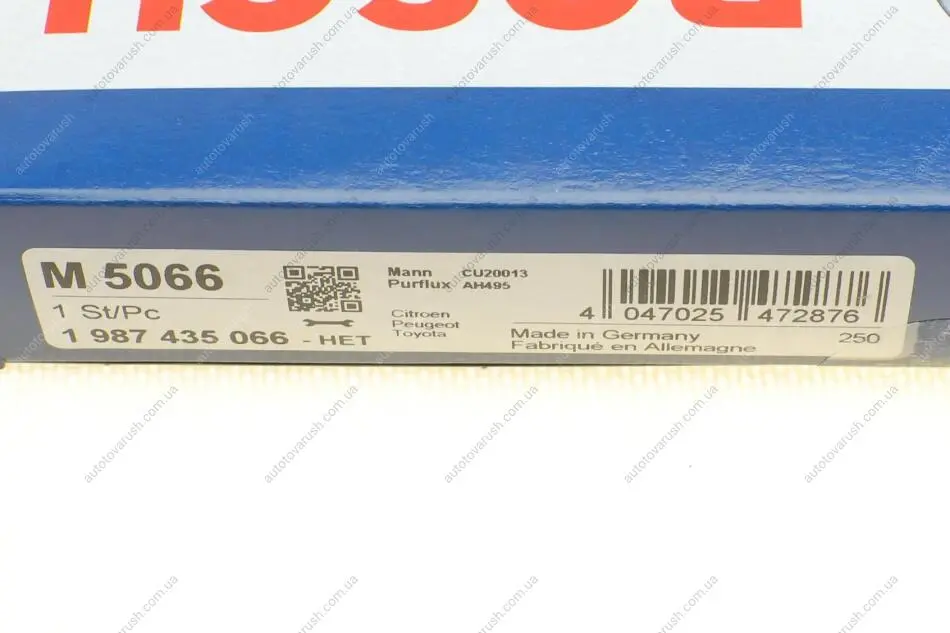 BOSCH
M 5066
1 St/Pc
1 987 435 066 - HET
Mann CU20013
Purflux AH495
Citroen
Peugeot
Toyota
4 047025 472876
Made in Germany 250
Fabriqué en Allemagne
autotovarush.com.ua